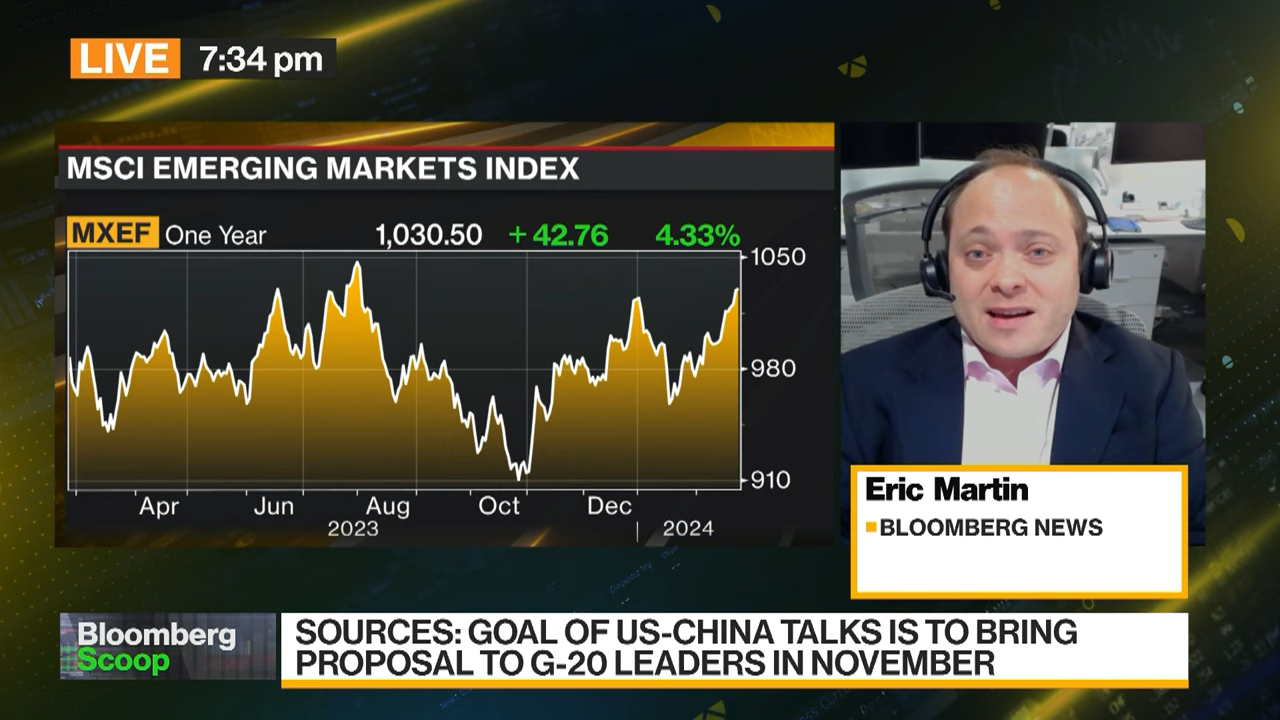 LIVE 7:34 pm
MSCI EMERGING MARKETS INDEX
MXEF One Year 1,030.50 + 42.76 4.33%
1050
980
910
Apr Jun Aug Oct Dec
2023 2024
Eric Martin
BLOOMBERG NEWS
Bloomberg
Scoop
SOURCES: GOAL OF US-CHINA TALKS IS TO BRING
PROPOSAL TO G-20 LEADERS IN NOVEMBER